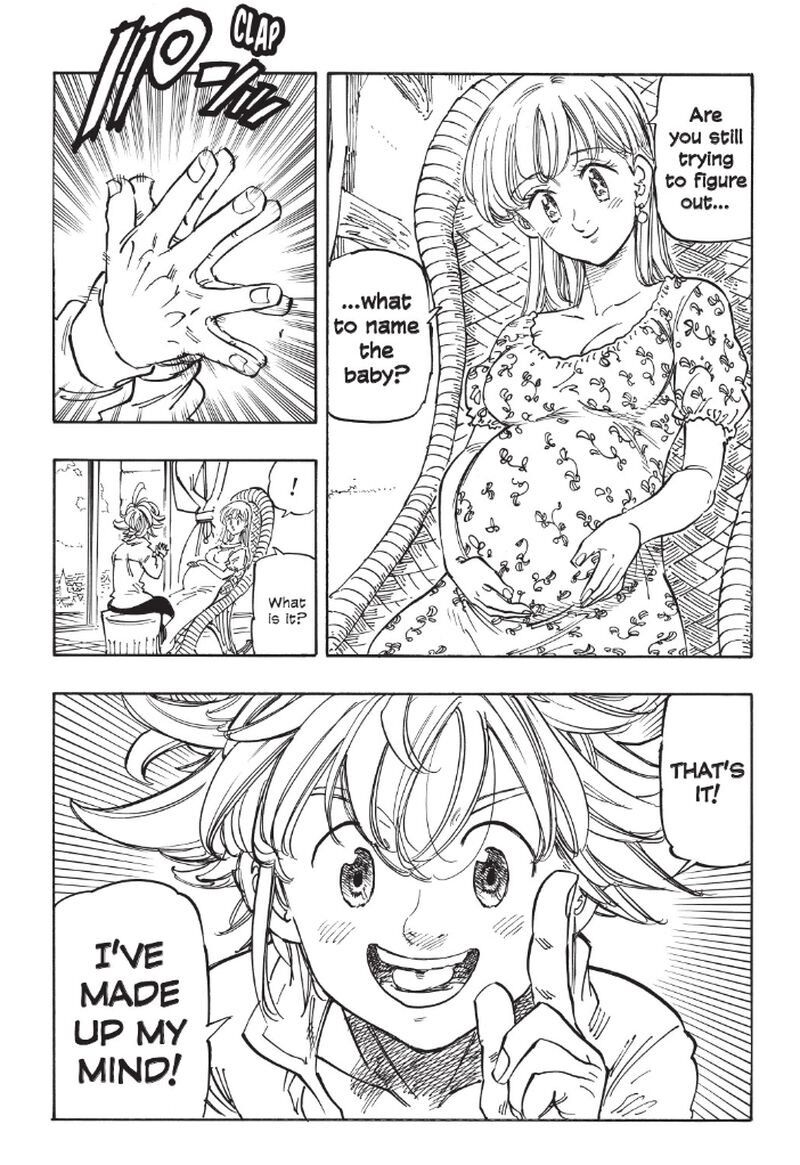 Are
you still
trying
to figure
out...
...what
to name
the
baby?
CLAP
パンッ
!
What
is it?
THAT'S
IT!
I'VE
MADE
UP MY
MIND!